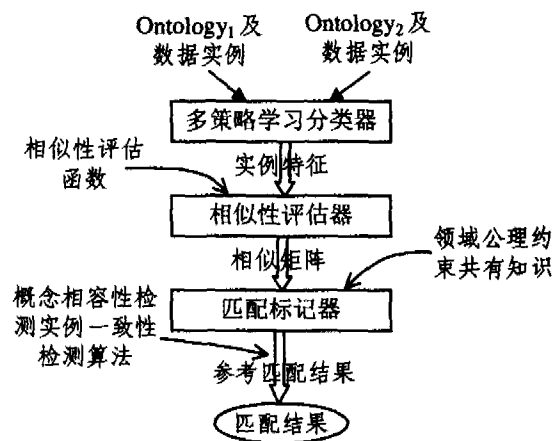 Ontology₁及
数据实例
Ontology₂及
数据实例
多策略学习分类器
实例特征
相似性评估
函数
相似性评估器
相似矩阵
领域公理约
束共有知识
匹配标记器
概念相容性检
测实例一致性
检测算法
参考匹配结果
匹配结果